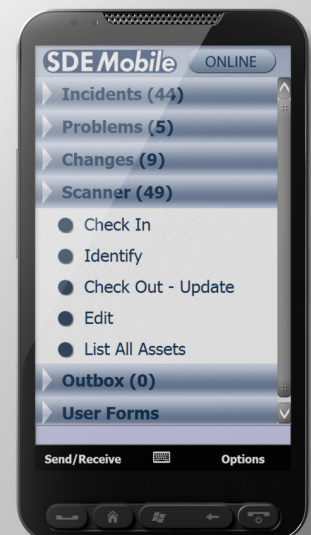 SDE Mobile ONLINE
Incidents (44)
Problems (5)
Changes (9)
Scanner (49)
Check In
Identify
Check Out - Update
Edit
List All Assets
Outbox (0)
User Forms
Send/Receive Options